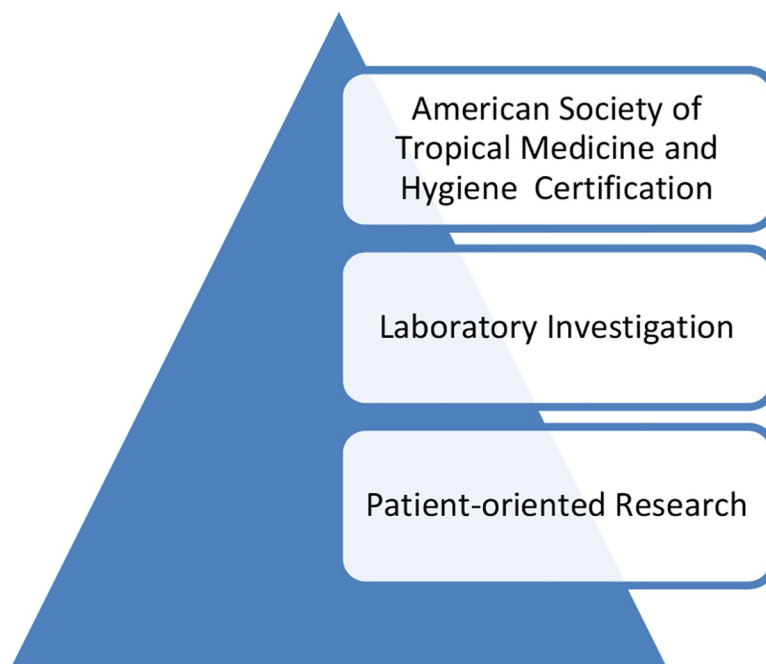 American Society of
Tropical Medicine and
Hygiene  Certification
Laboratory Investigation
Patient-oriented Research